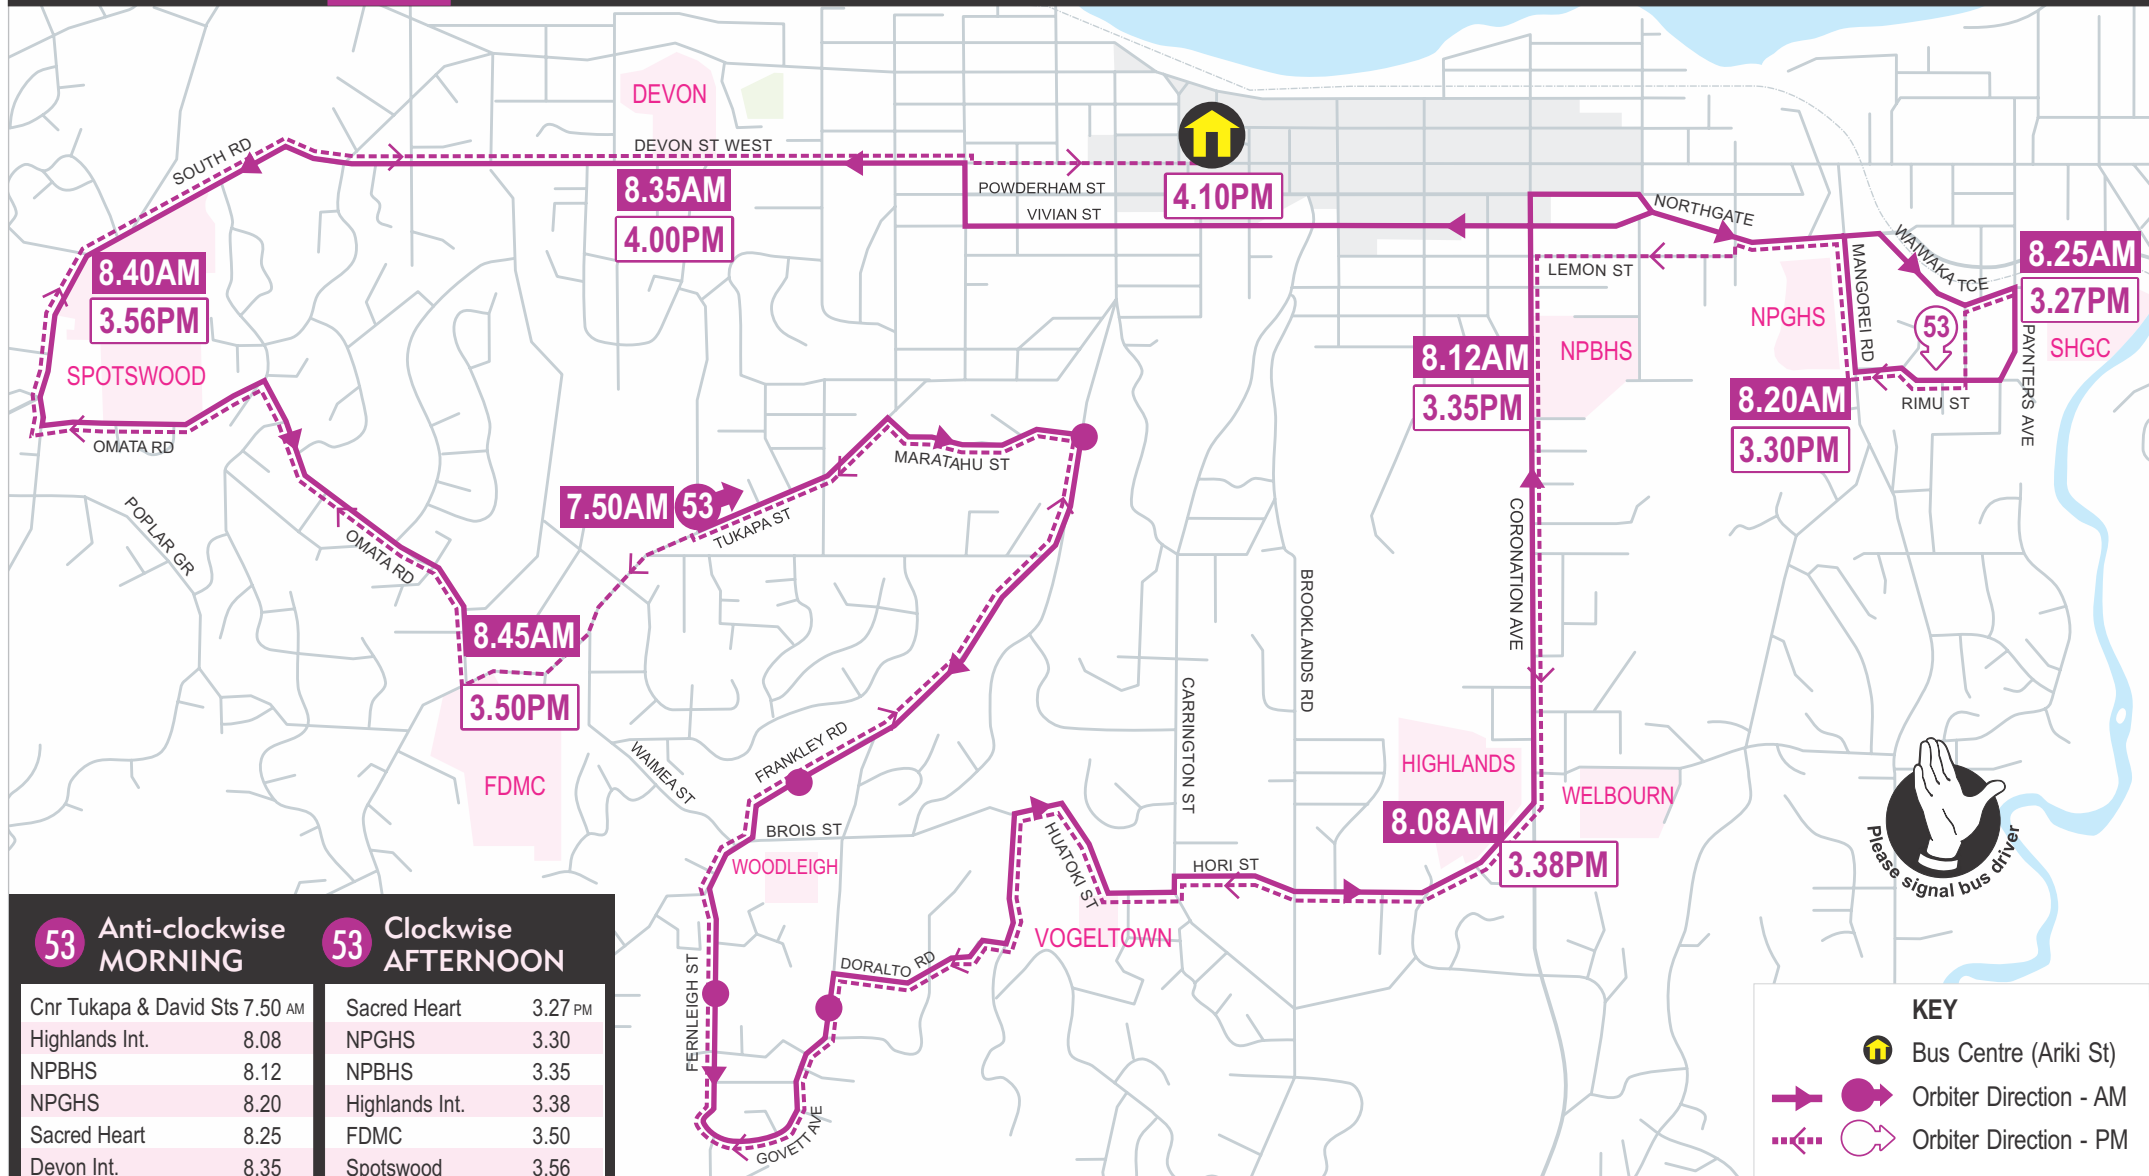 DEVON
DEVON ST WEST
SOUTH RD
8.35AM
4.00PM
POWDERHAM ST
VIVIAN ST
4.10PM
NORTHGATE
WAIWAKA TCE
8.25AM
3.27PM
8.40AM
3.56PM
LEMON ST
MANGOREI RD
NPGHS
53
PAYNTERS AVE
SHGC
SPOTSWOOD
8.12AM
3.35PM
NPBHS
8.20AM
3.30PM
RIMU ST
OMATA RD
MARATAHU ST
7.50AM
53
TUKAPA ST
POPLAR GR
OMATA RD
CORONATION AVE
BROOKLANDS RD
8.45AM
3.50PM
CARRINGTON ST
FRANKLEY RD
WAIMEA ST
FDMC
HIGHLANDS
WELBOURN
8.08AM
3.38PM
BROIS ST
WOODLEIGH
HUATOKI ST
HORI ST
Please signal bus driver
VOGELTOWN
DORALTO RD
FERNLEIGH ST
GOVETT AVE
53 Anti-clockwise
MORNING
Cnr Tukapa & David Sts 7.50 AM
Highlands Int. 8.08
NPBHS 8.12
NPGHS 8.20
Sacred Heart 8.25
Devon Int. 8.35
53 Clockwise
AFTERNOON
Sacred Heart 3.27 PM
NPGHS 3.30
NPBHS 3.35
Highlands Int. 3.38
FDMC 3.50
Spotswood 3.56
KEY
Bus Centre (Ariki St)
Orbiter Direction - AM
Orbiter Direction - PM